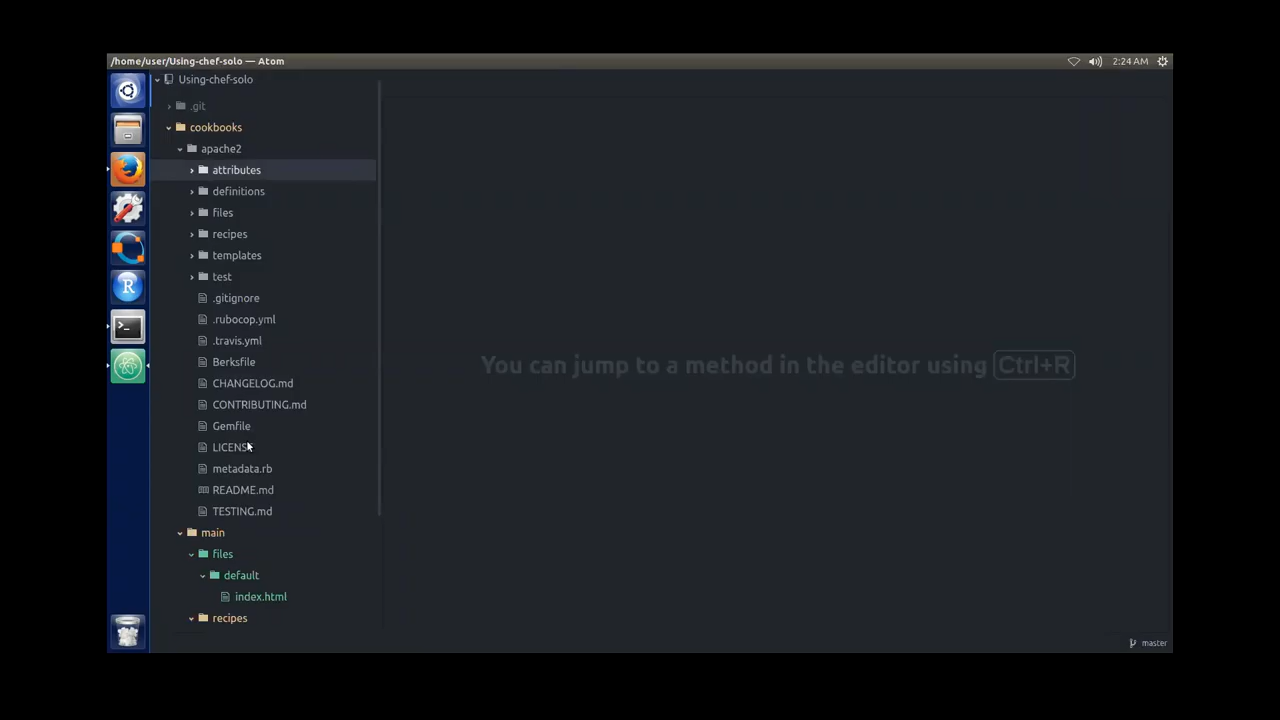 /home/user/Using-chef-solo — Atom
2:24 AM
Using-chef-solo
.git
cookbooks
apache2
attributes
definitions
files
recipes
templates
test
.gitignore
.rubocop.yml
.travis.yml
Berksfile
CHANGELOG.md
CONTRIBUTING.md
Gemfile
LICENSE
metadata.rb
README.md
TESTING.md
main
files
default
index.html
recipes
You can jump to a method in the editor using Ctrl+R
R
master